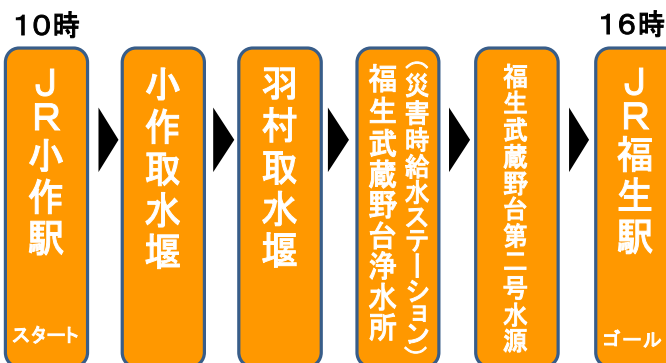 10時
16時
JR小作駅
スタート
小作取水堰
羽村取水堰
(災害時給水ステーション)
福生武蔵野台浄水所
福生武蔵野台第二号水源
JR福生駅
ゴール